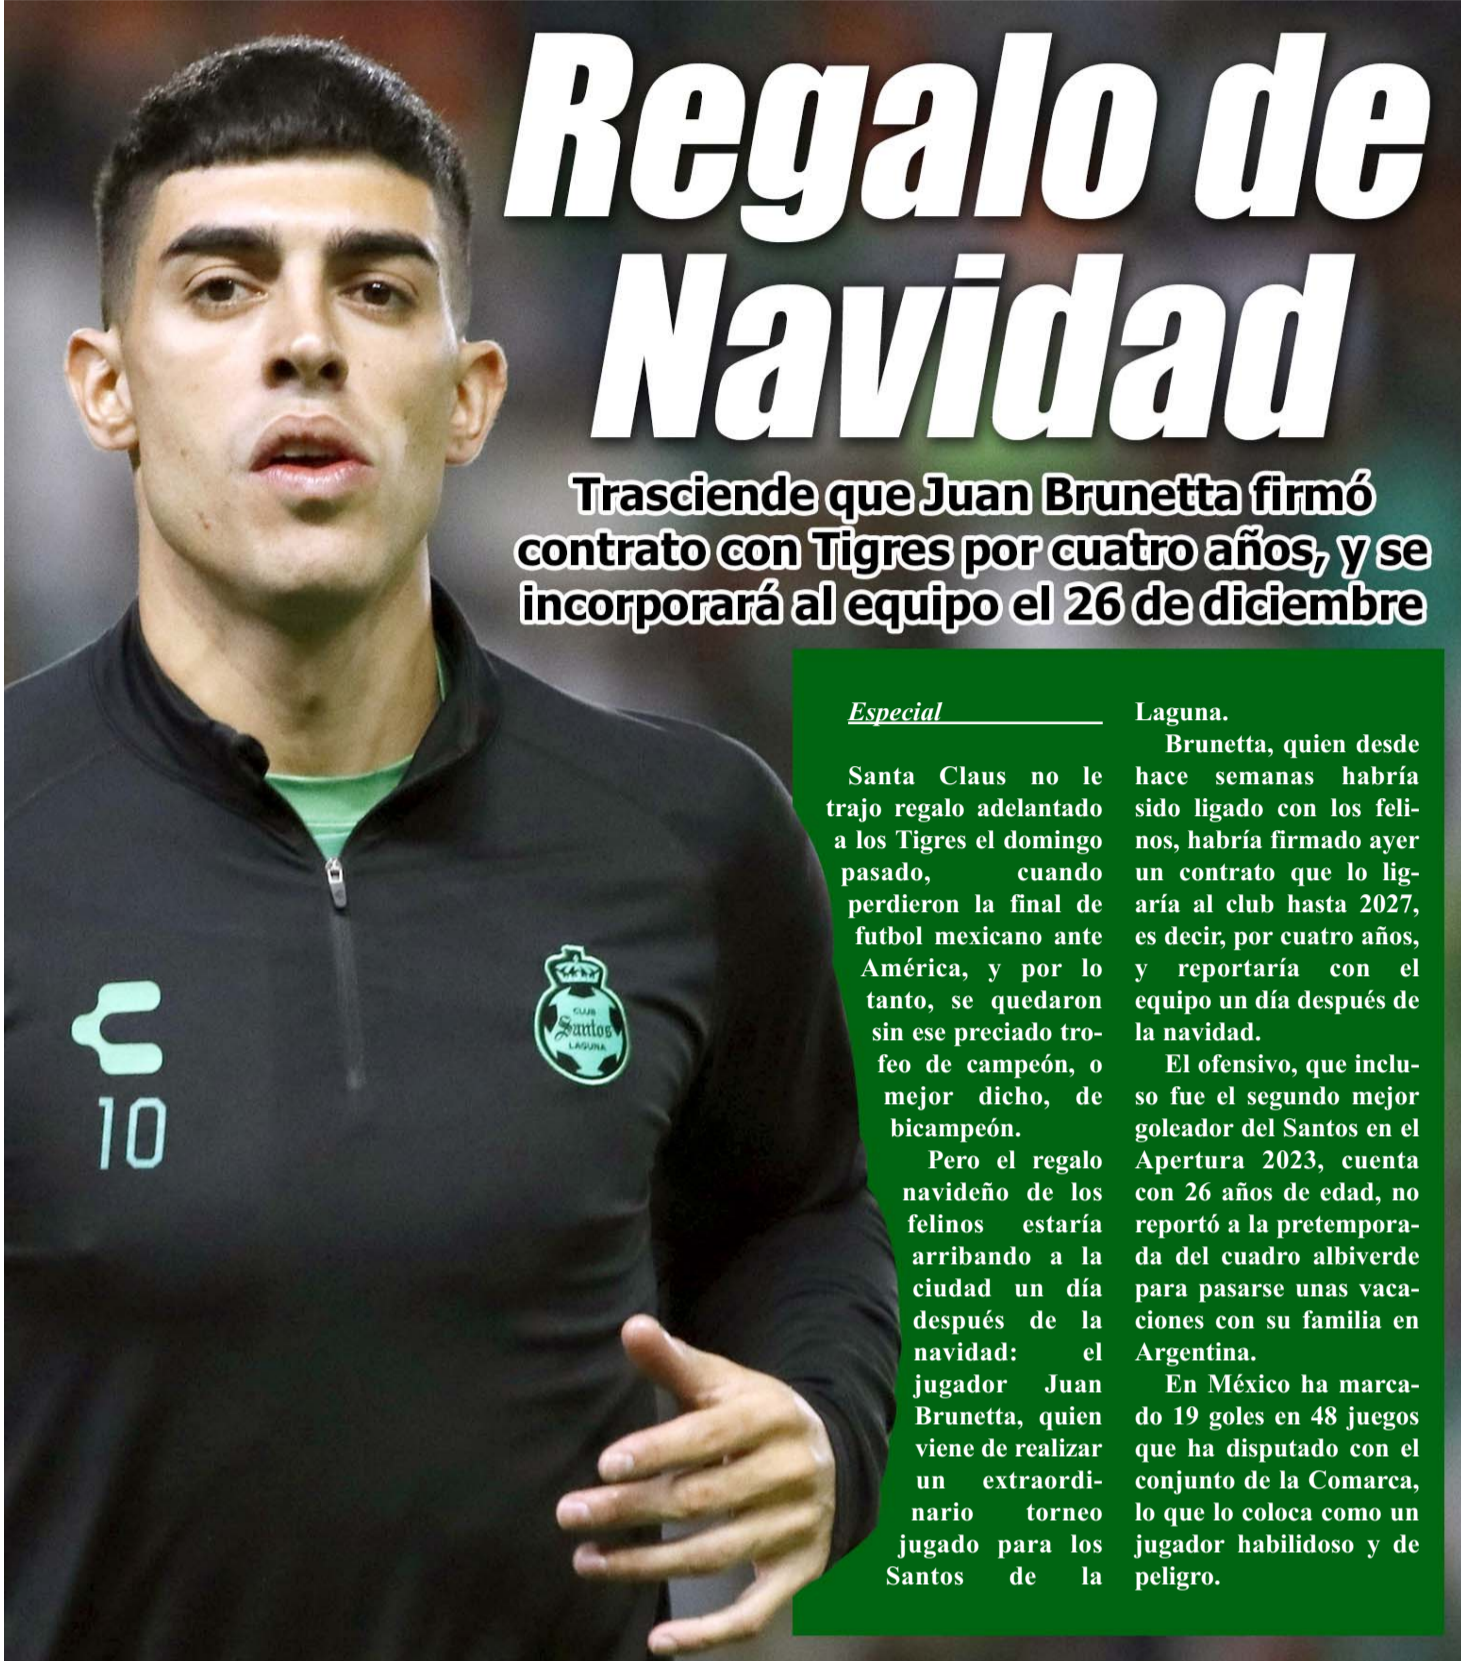 Regalo de
Navidad
Trasciende que Juan Brunetta firmó
contrato con Tigres por cuatro años, y se
incorporará al equipo el 26 de diciembre
Especial
Santa Claus no le
trajo regalo adelantado
a los Tigres el domingo
pasado, cuando
perdieron la final de
futbol mexicano ante
América, y por lo
tanto, se quedaron
sin ese preciado tro-
feo de campeón, o
mejor dicho, de
bicampeón.
Pero el regalo
navideño de los
felinos estaría
arribando a la
ciudad un día
después de la
navidad: el
jugador Juan
Brunetta, quien
viene de realizar
un extraordi-
nario torneo
jugado para los
Santos de la
Laguna.
Brunetta, quien desde
hace semanas habría
sido ligado con los feli-
nos, habría firmado ayer
un contrato que lo lig-
aría al club hasta 2027,
es decir, por cuatro años,
y reportaría con el
equipo un día después de
la navidad.
El ofensivo, que inclu-
so fue el segundo mejor
goleador del Santos en el
Apertura 2023, cuenta
con 26 años de edad, no
reportó a la pretempora-
da del cuadro albiverde
para pasarse unas vaca-
ciones con su familia en
Argentina.
En México ha marca-
do 19 goles en 48 juegos
que ha disputado con el
conjunto de la Comarca,
lo que lo coloca como un
jugador habilidoso y de
peligro.
10
CLUB
Santos
LAGUNA